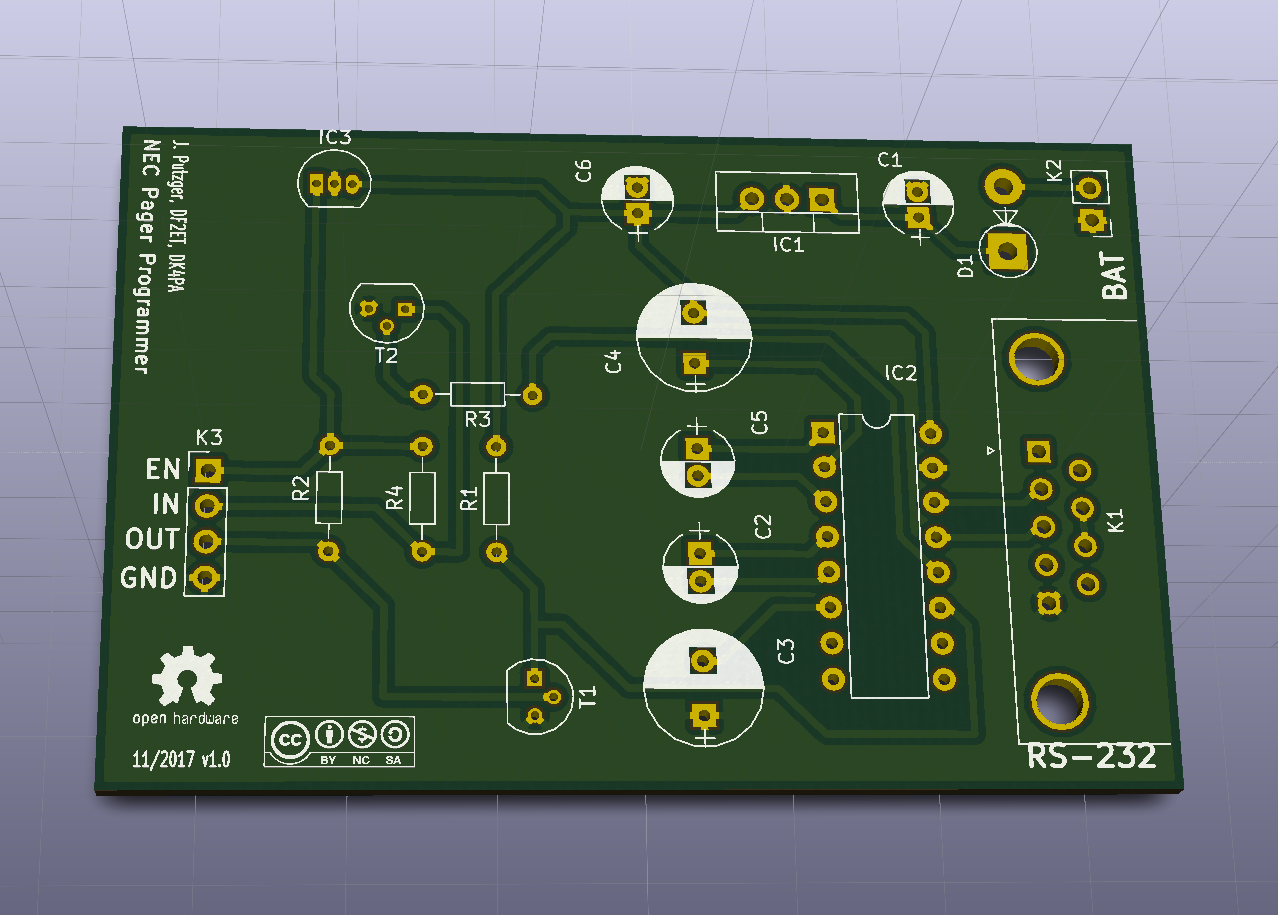 IC3
J. Putzger, DF2ET, DK4PA
NEC Pager Programmer
C6
C1
K2
IC1
D1
BAT
T2
C4
R3
IC2
C5
K3
EN
IN
OUT
GND
R2
R4
R1
C2
K1
C3
T1
open hardware
11/2017 v1.0
cc
BY NC SA
RS-232